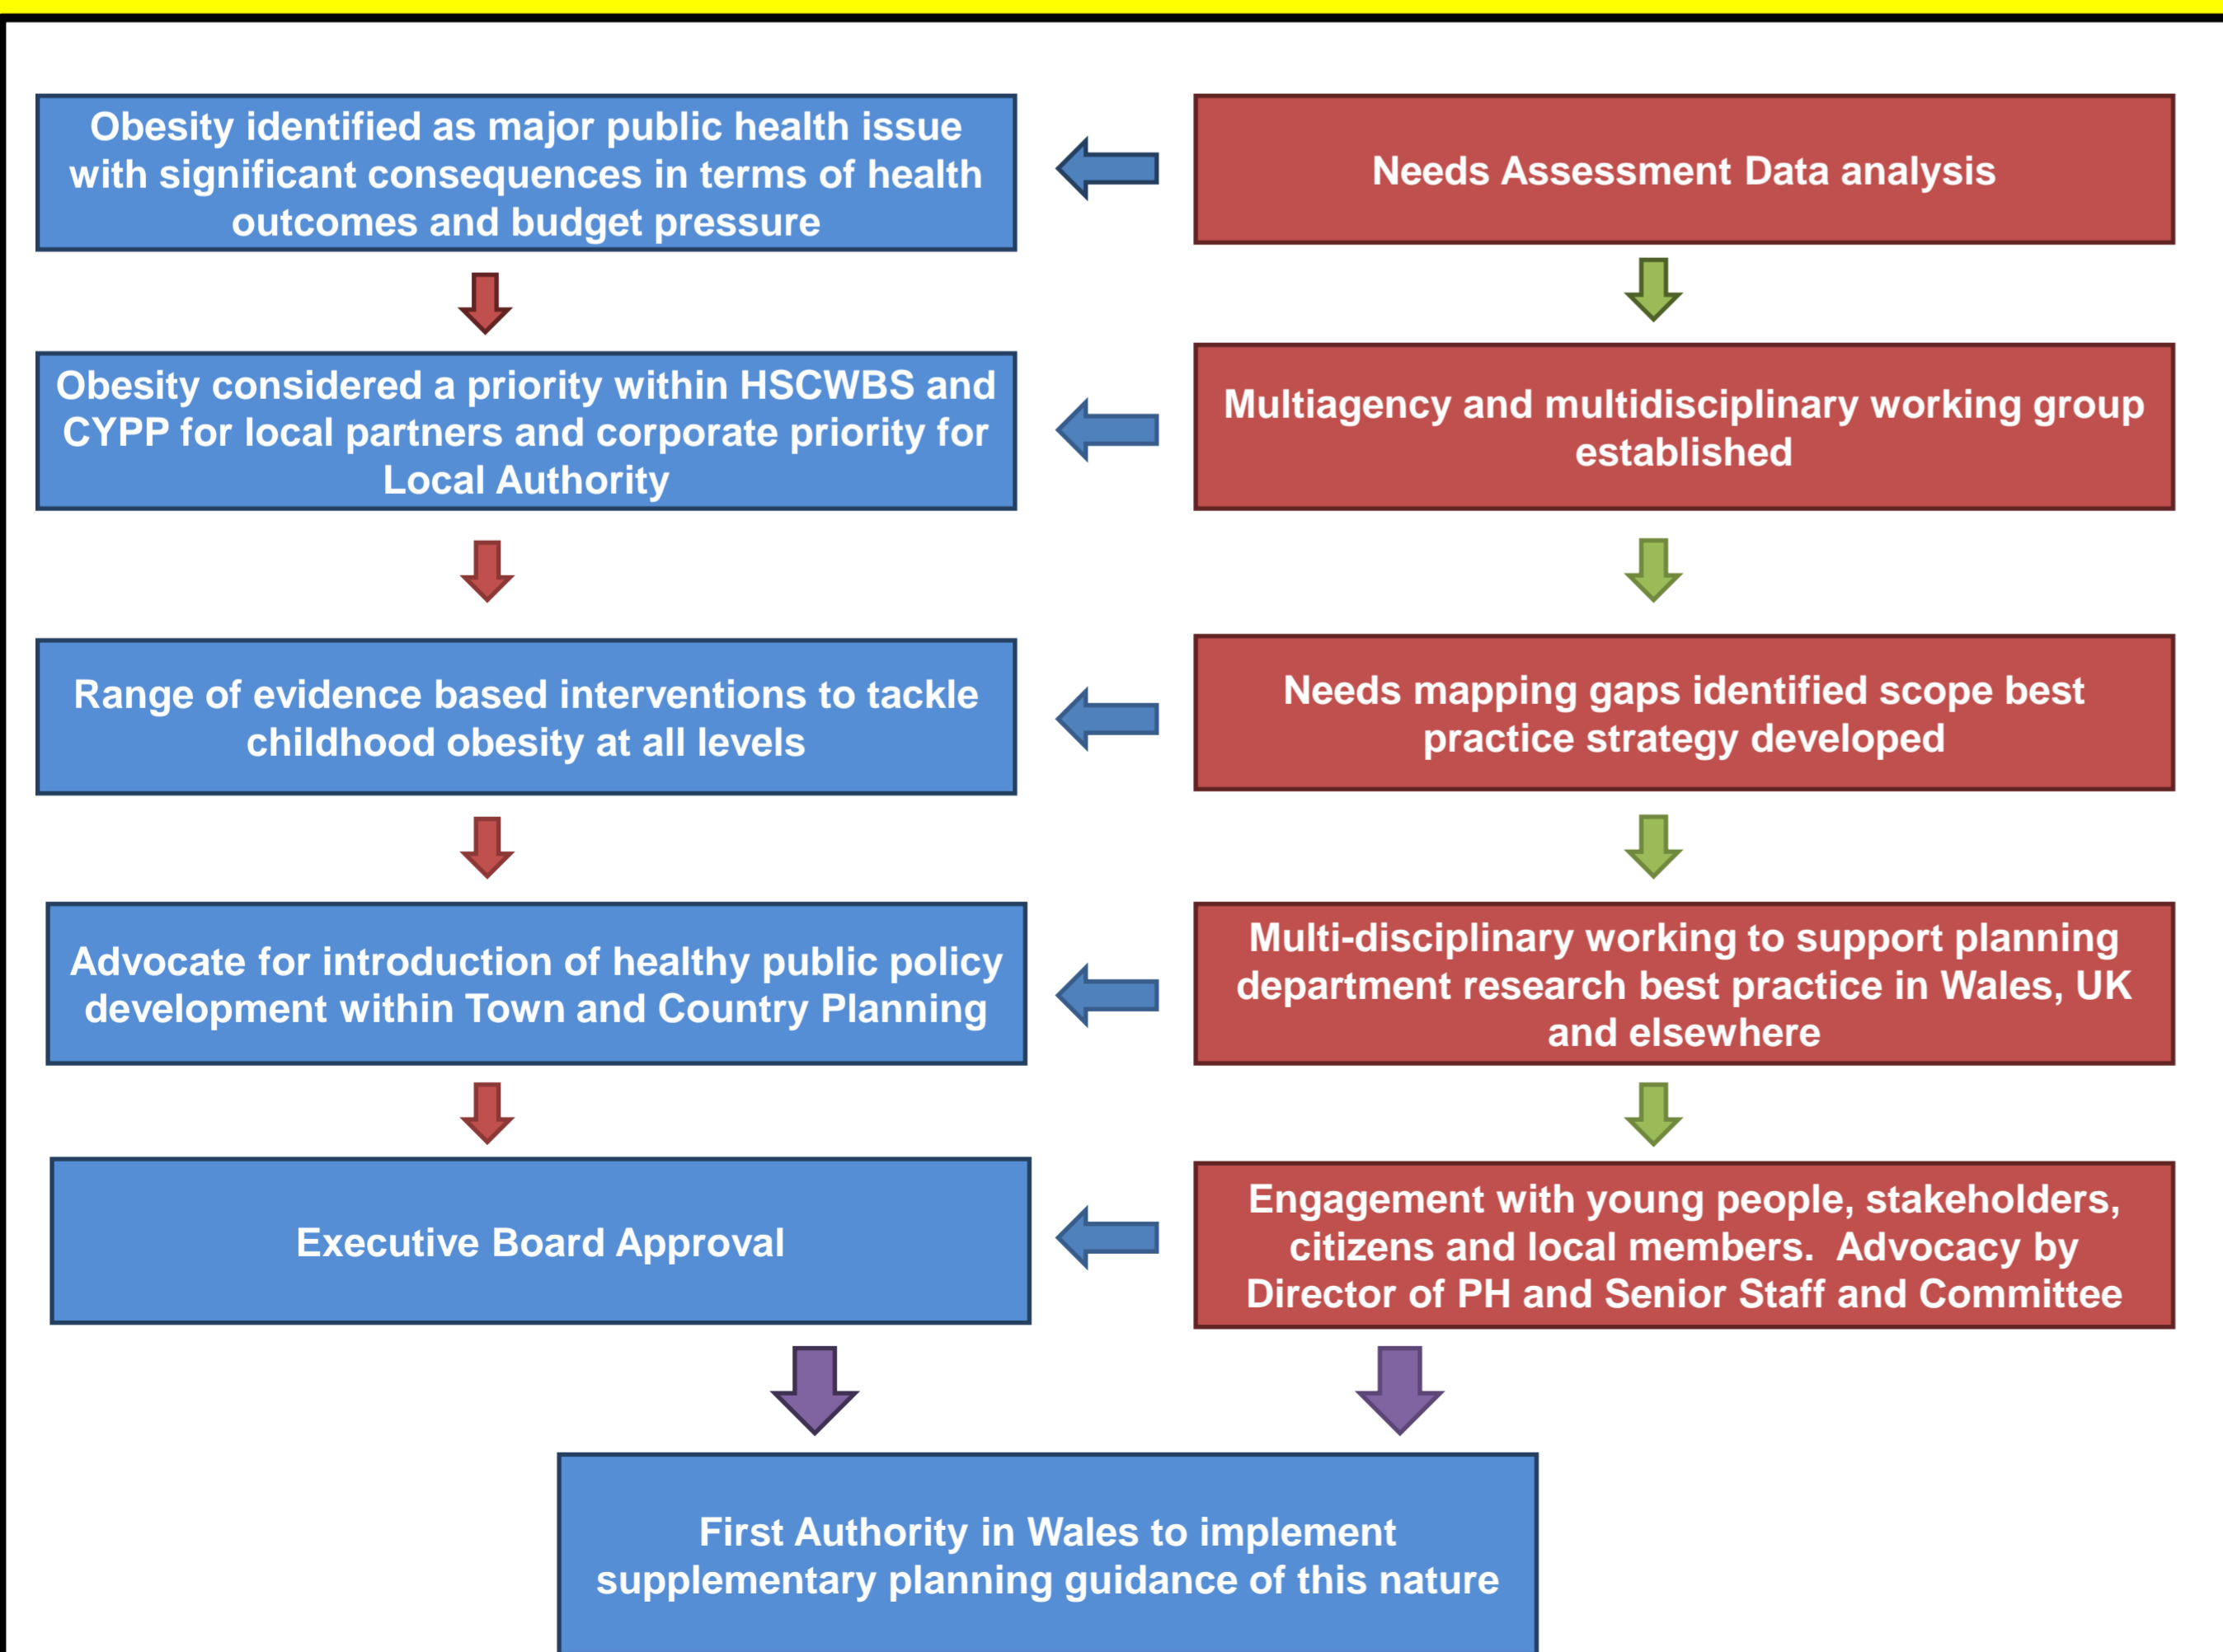 Obesity identified as major public health issue
with significant consequences in terms of health
outcomes and budget pressure
Needs Assessment Data analysis
Obesity considered a priority within HSCWBS and
CYPP for local partners and corporate priority for
Local Authority
Multiagency and multidisciplinary working group
established
Range of evidence based interventions to tackle
childhood obesity at all levels
Needs mapping gaps identified scope best
practice strategy developed
Advocate for introduction of healthy public policy
development within Town and Country Planning
Multi-disciplinary working to support planning
department research best practice in Wales, UK
and elsewhere
Executive Board Approval
Engagement with young people, stakeholders,
citizens and local members.  Advocacy by
Director of PH and Senior Staff and Committee
First Authority in Wales to implement
supplementary planning guidance of this nature